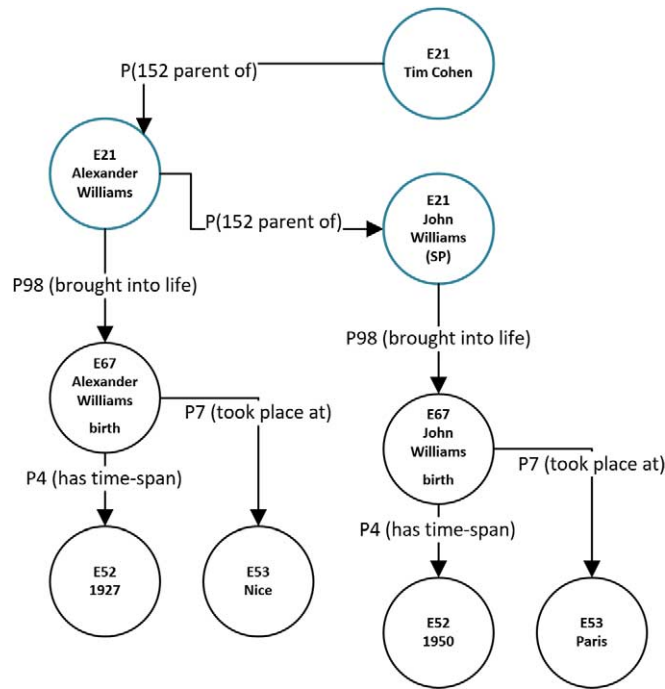 E21
Tim Cohen
P(152 parent of)
E21
Alexander
Williams
P(152 parent of)
E21
John
Williams
(SP)
P98 (brought into life)
P98 (brought into life)
E67
Alexander
Williams
birth
P7 (took place at)
E67
John
Williams
birth
P7 (took place at)
P4 (has time-span)
P4 (has time-span)
E52
1927
E53
Nice
E52
1950
E53
Paris